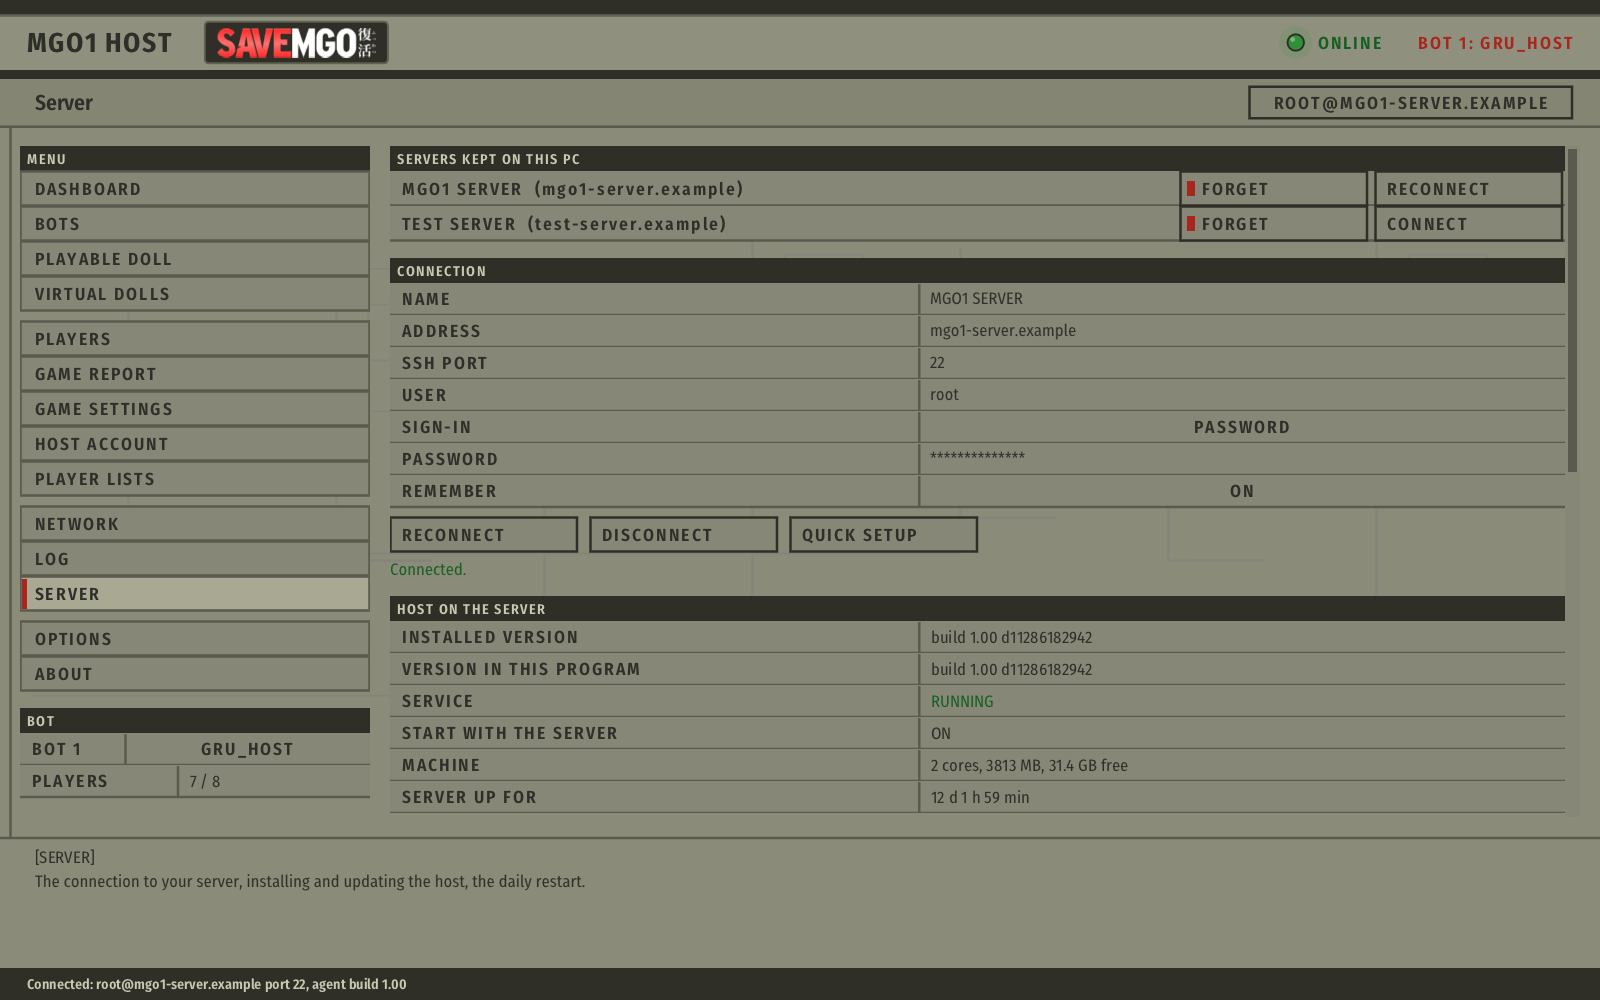 MGO1 HOST SAVEMGO 復活 ONLINE BOT 1: GRU_HOST
Server ROOT@MGO1-SERVER.EXAMPLE
MENU
DASHBOARD
BOTS
PLAYABLE DOLL
VIRTUAL DOLLS
PLAYERS
GAME REPORT
GAME SETTINGS
HOST ACCOUNT
PLAYER LISTS
NETWORK
LOG
SERVER
OPTIONS
ABOUT
BOT
BOT 1 GRU_HOST
PLAYERS 7 / 8
SERVERS KEPT ON THIS PC
MGO1 SERVER (mgo1-server.example) FORGET RECONNECT
TEST SERVER (test-server.example) FORGET CONNECT
CONNECTION
NAME MGO1 SERVER
ADDRESS mgo1-server.example
SSH PORT 22
USER root
SIGN-IN PASSWORD
PASSWORD **************
REMEMBER ON
RECONNECT DISCONNECT QUICK SETUP
Connected.
HOST ON THE SERVER
INSTALLED VERSION build 1.00 d11286182942
VERSION IN THIS PROGRAM build 1.00 d11286182942
SERVICE RUNNING
START WITH THE SERVER ON
MACHINE 2 cores, 3813 MB, 31.4 GB free
SERVER UP FOR 12 d 1 h 59 min
[SERVER]
The connection to your server, installing and updating the host, the daily restart.
Connected: root@mgo1-server.example port 22, agent build 1.00